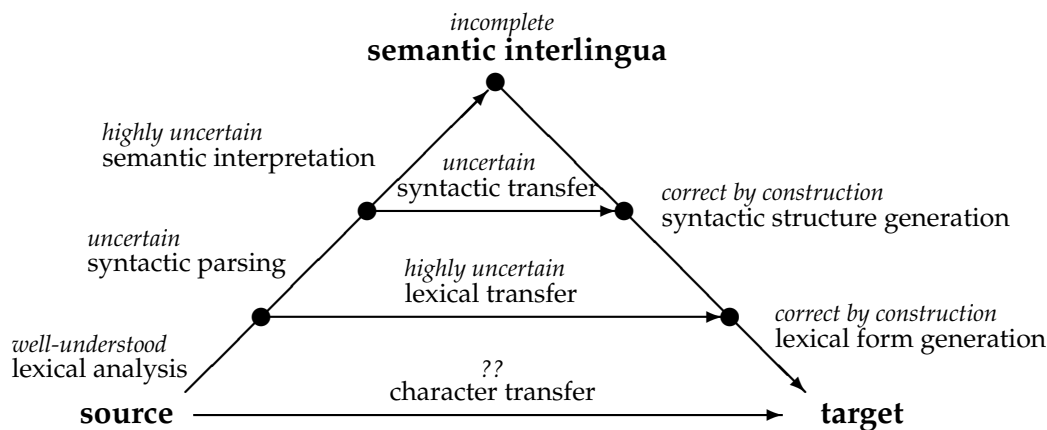 incomplete
semantic interlingua
highly uncertain
semantic interpretation
uncertain
syntactic transfer
correct by construction
syntactic structure generation
uncertain
syntactic parsing
highly uncertain
lexical transfer
correct by construction
lexical form generation
well-understood
lexical analysis
??
character transfer
source
target